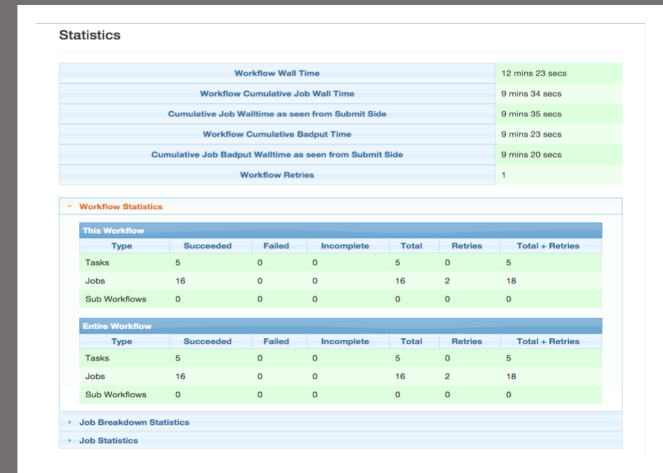 Statistics
Workflow Wall Time 12 mins 23 secs
Workflow Cumulative Job Wall Time 9 mins 34 secs
Cumulative Job Walltime as seen from Submit Side 9 mins 35 secs
Workflow Cumulative Badput Time 9 mins 23 secs
Cumulative Job Badput Walltime as seen from Submit Side 9 mins 20 secs
Workflow Retries 1
Workflow Statistics
This Workflow
Type Succeeded Failed Incomplete Total Retries Total + Retries
Tasks 5 0 0 5 0 5
Jobs 16 0 0 16 2 18
Sub Workflows 0 0 0 0 0 0
Entire Workflow
Type Succeeded Failed Incomplete Total Retries Total + Retries
Tasks 5 0 0 5 0 5
Jobs 16 0 0 16 2 18
Sub Workflows 0 0 0 0 0 0
Job Breakdown Statistics
Job Statistics